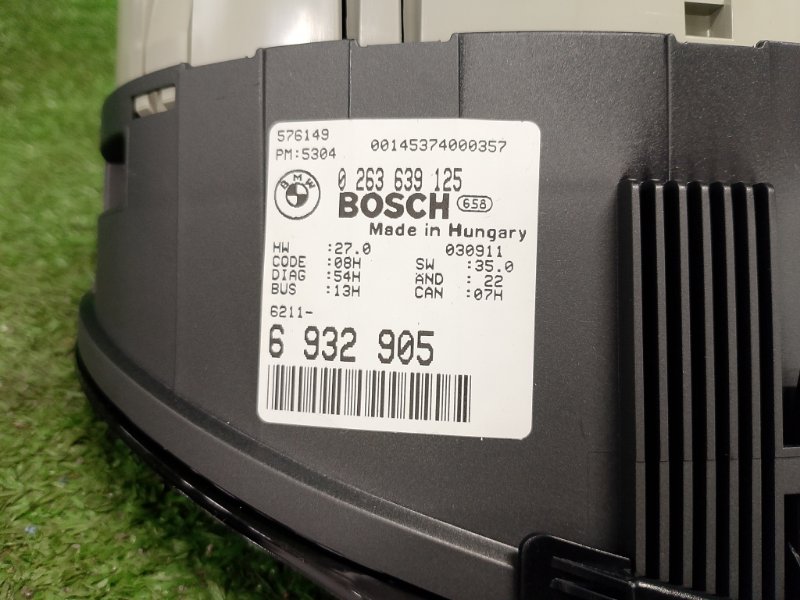 576149 00145374000357
PM:5304
BMW 0 263 639 125
BOSCH 658
Made in Hungary
HW :27.0 030911
CODE :08H SW :35.0
DIAG :54H AND : 22
BUS :13H CAN :07H
6211-
6 932 905